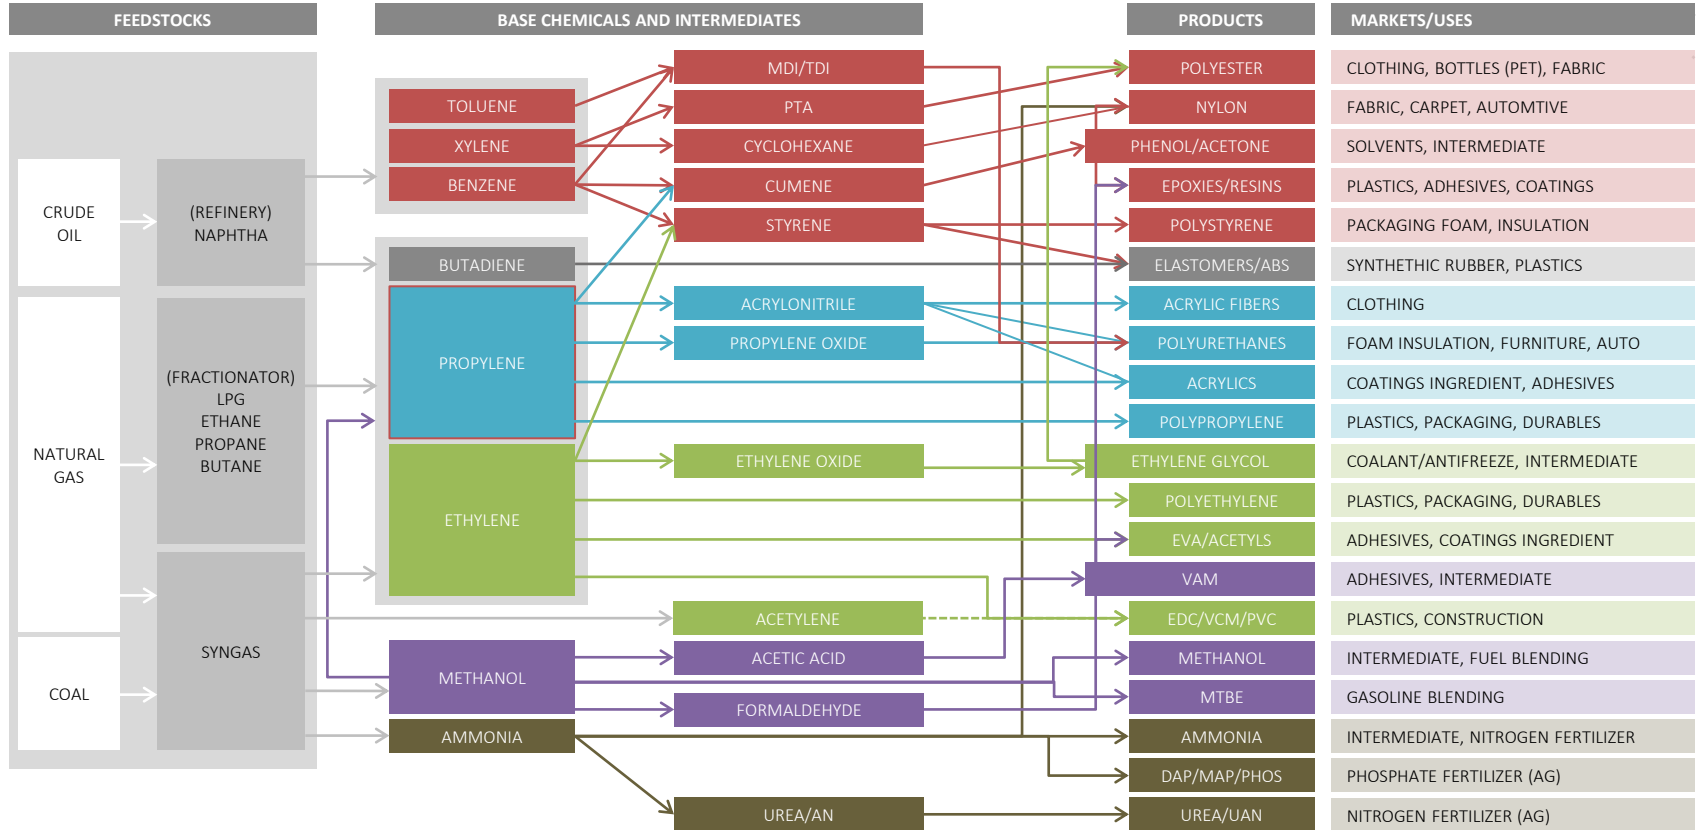 FEEDSTOCKS
BASE CHEMICALS AND INTERMEDIATES
PRODUCTS
MARKETS/USES
CRUDE
OIL
NATURAL
GAS
COAL
(REFINERY)
NAPHTHA
(FRACTIONATOR)
LPG
ETHANE
PROPANE
BUTANE
SYNGAS
TOLUENE
XYLENE
BENZENE
BUTADIENE
PROPYLENE
ETHYLENE
METHANOL
AMMONIA
MDI/TDI
PTA
CYCLOHEXANE
CUMENE
STYRENE
ACRYLONITRILE
PROPYLENE OXIDE
ETHYLENE OXIDE
ACETYLENE
ACETIC ACID
FORMALDEHYDE
UREA/AN
POLYESTER
NYLON
PHENOL/ACETONE
EPOXIES/RESINS
POLYSTYRENE
ELASTOMERS/ABS
ACRYLIC FIBERS
POLYURETHANES
ACRYLICS
POLYPROPYLENE
ETHYLENE GLYCOL
POLYETHYLENE
EVA/ACETYLS
VAM
EDC/VCM/PVC
METHANOL
MTBE
AMMONIA
DAP/MAP/PHOS
UREA/UAN
CLOTHING, BOTTLES (PET), FABRIC
FABRIC, CARPET, AUTOMTIVE
SOLVENTS, INTERMEDIATE
PLASTICS, ADHESIVES, COATINGS
PACKAGING FOAM, INSULATION
SYNTHETHIC RUBBER, PLASTICS
CLOTHING
FOAM INSULATION, FURNITURE, AUTO
COATINGS INGREDIENT, ADHESIVES
PLASTICS, PACKAGING, DURABLES
COALANT/ANTIFREEZE, INTERMEDIATE
PLASTICS, PACKAGING, DURABLES
ADHESIVES, COATINGS INGREDIENT
ADHESIVES, INTERMEDIATE
PLASTICS, CONSTRUCTION
INTERMEDIATE, FUEL BLENDING
GASOLINE BLENDING
INTERMEDIATE, NITROGEN FERTILIZER
PHOSPHATE FERTILIZER (AG)
NITROGEN FERTILIZER (AG)